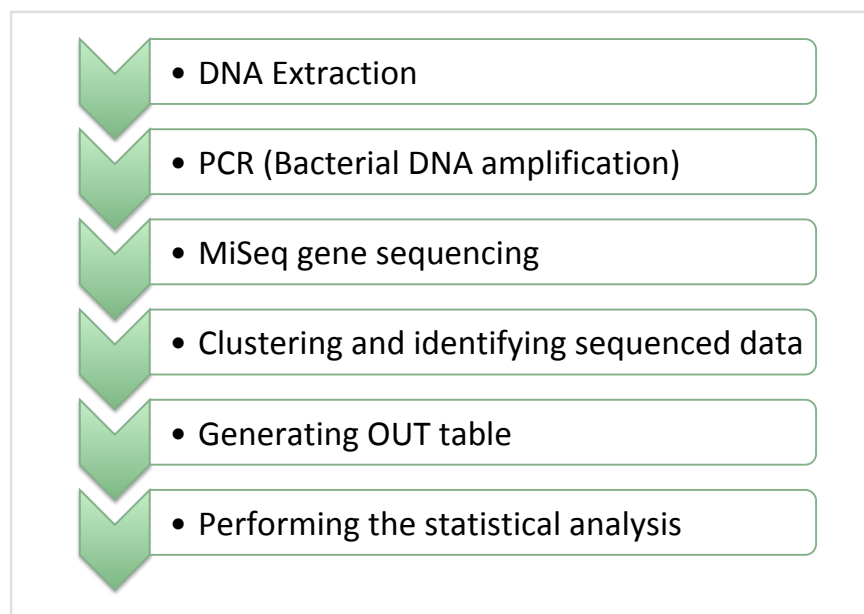 • DNA Extraction
• PCR (Bacterial DNA amplification)
• MiSeq gene sequencing
• Clustering and identifying sequenced data
• Generating OUT table
• Performing the statistical analysis